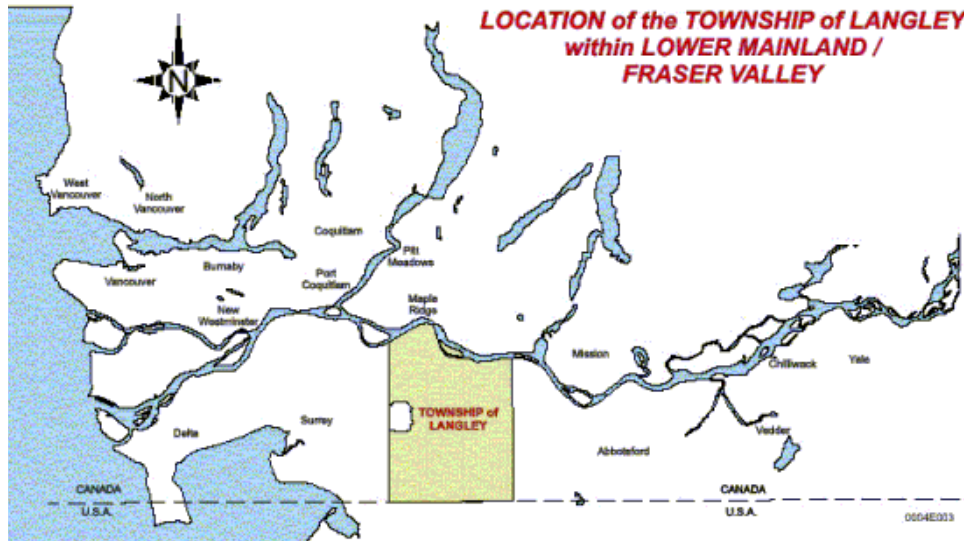 LOCATION of the TOWNSHIP of LANGLEY
within LOWER MAINLAND /
FRASER VALLEY
N
West
Vancouver
North
Vancouver
Coquitlam
Pitt
Meadows
Burnaby
Port
Coquitlam
Vancouver
Maple
Ridge
New
Westminster
Mission
Chilliwack
Yale
TOWNSHIP of
LANGLEY
Delta
Surrey
Vedder
Abbotsford
CANADA
U.S.A.
CANADA
U.S.A.
0004E003